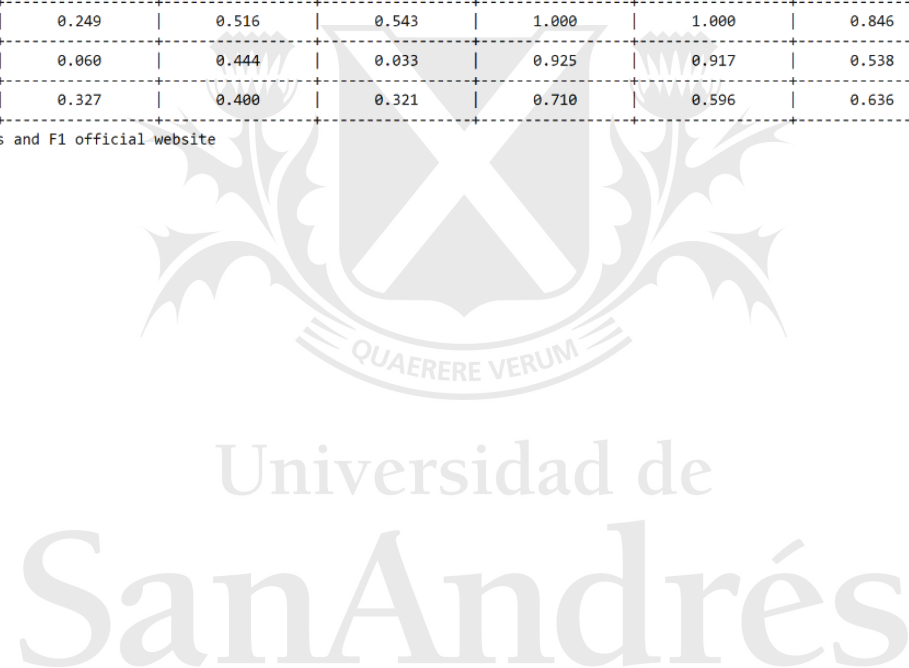 | 0.249 | 0.516 | 0.543 | 1.000 | 1.000 | 0.846
| 0.060 | 0.444 | 0.033 | 0.925 | 0.917 | 0.538
| 0.327 | 0.400 | 0.321 | 0.710 | 0.596 | 0.636
s and F1 official website
QUAERERE VERUM
Universidad de
SanAndrés